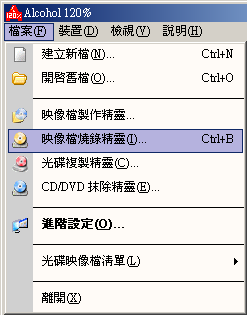 Alcohol 120%
檔案(F) 裝置(D) 檢視(V) 說明(H)
建立新檔(N)... Ctrl+N
開啓舊檔(O)... Ctrl+O
映像檔製作精靈...
映像檔燒錄精靈(I)... Ctrl+B
光碟複製精靈(C)...
CD/DVD 抹除精靈(E)...
進階設定(O)...
光碟映像檔清單(L)
離開(X)